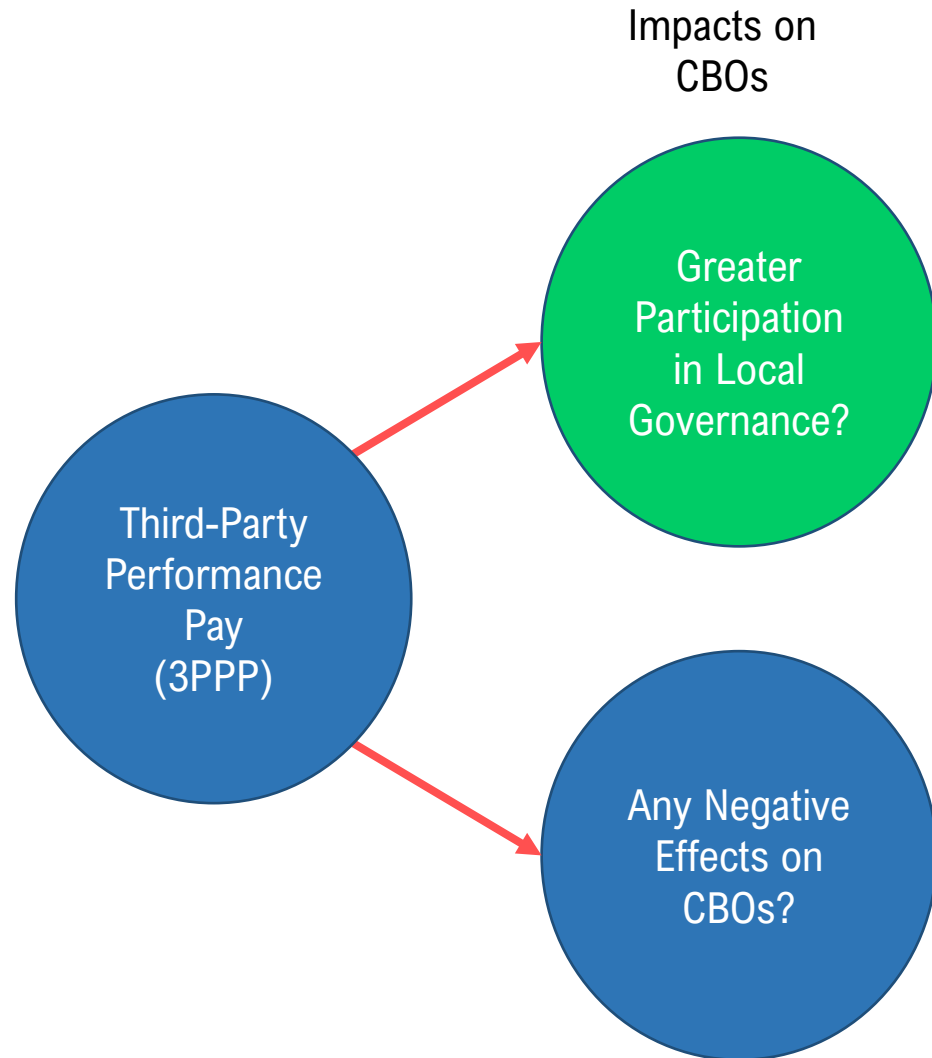 Impacts on
CBOs
Greater
Participation
in Local
Governance?
Third-Party
Performance
Pay
(3PPP)
Any Negative
Effects on
CBOs?